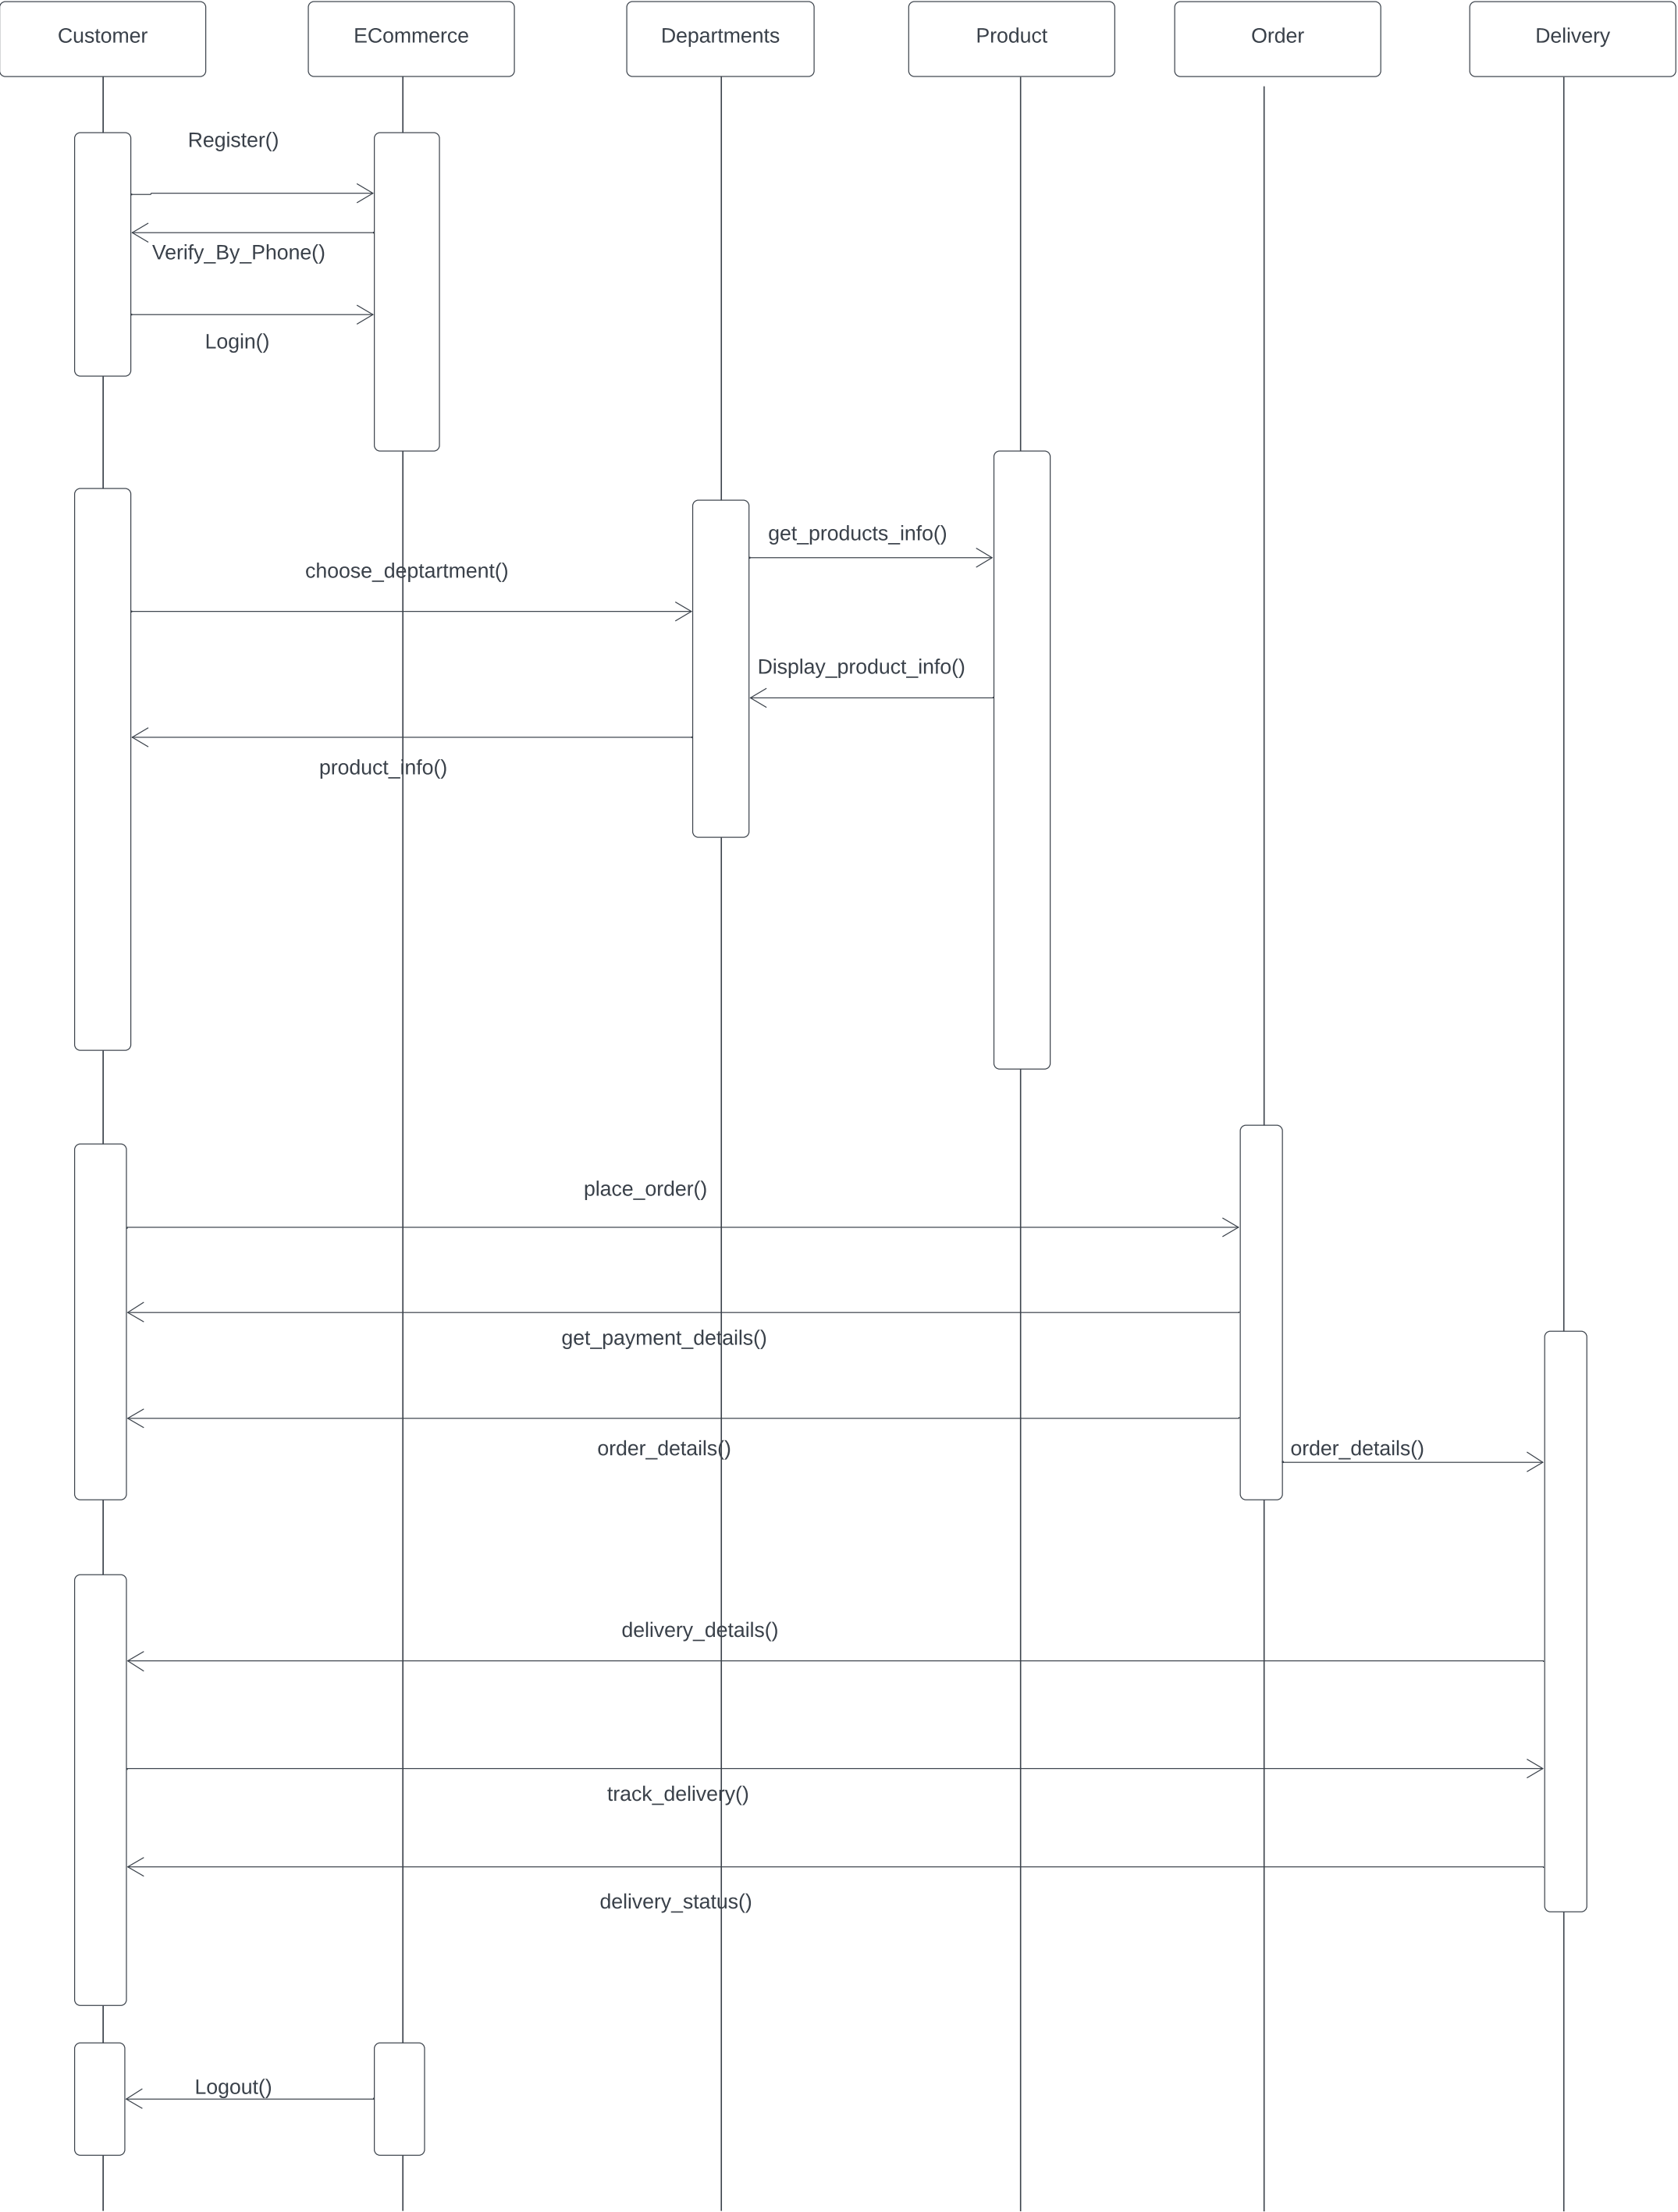 Customer
ECommerce
Departments
Product
Order
Delivery
Register()
Verify_By_Phone()
Login()
get_products_info()
choose_deptartment()
Display_product_info()
product_info()
place_order()
get_payment_details()
order_details()
order_details()
delivery_details()
track_delivery()
delivery_status()
Logout()